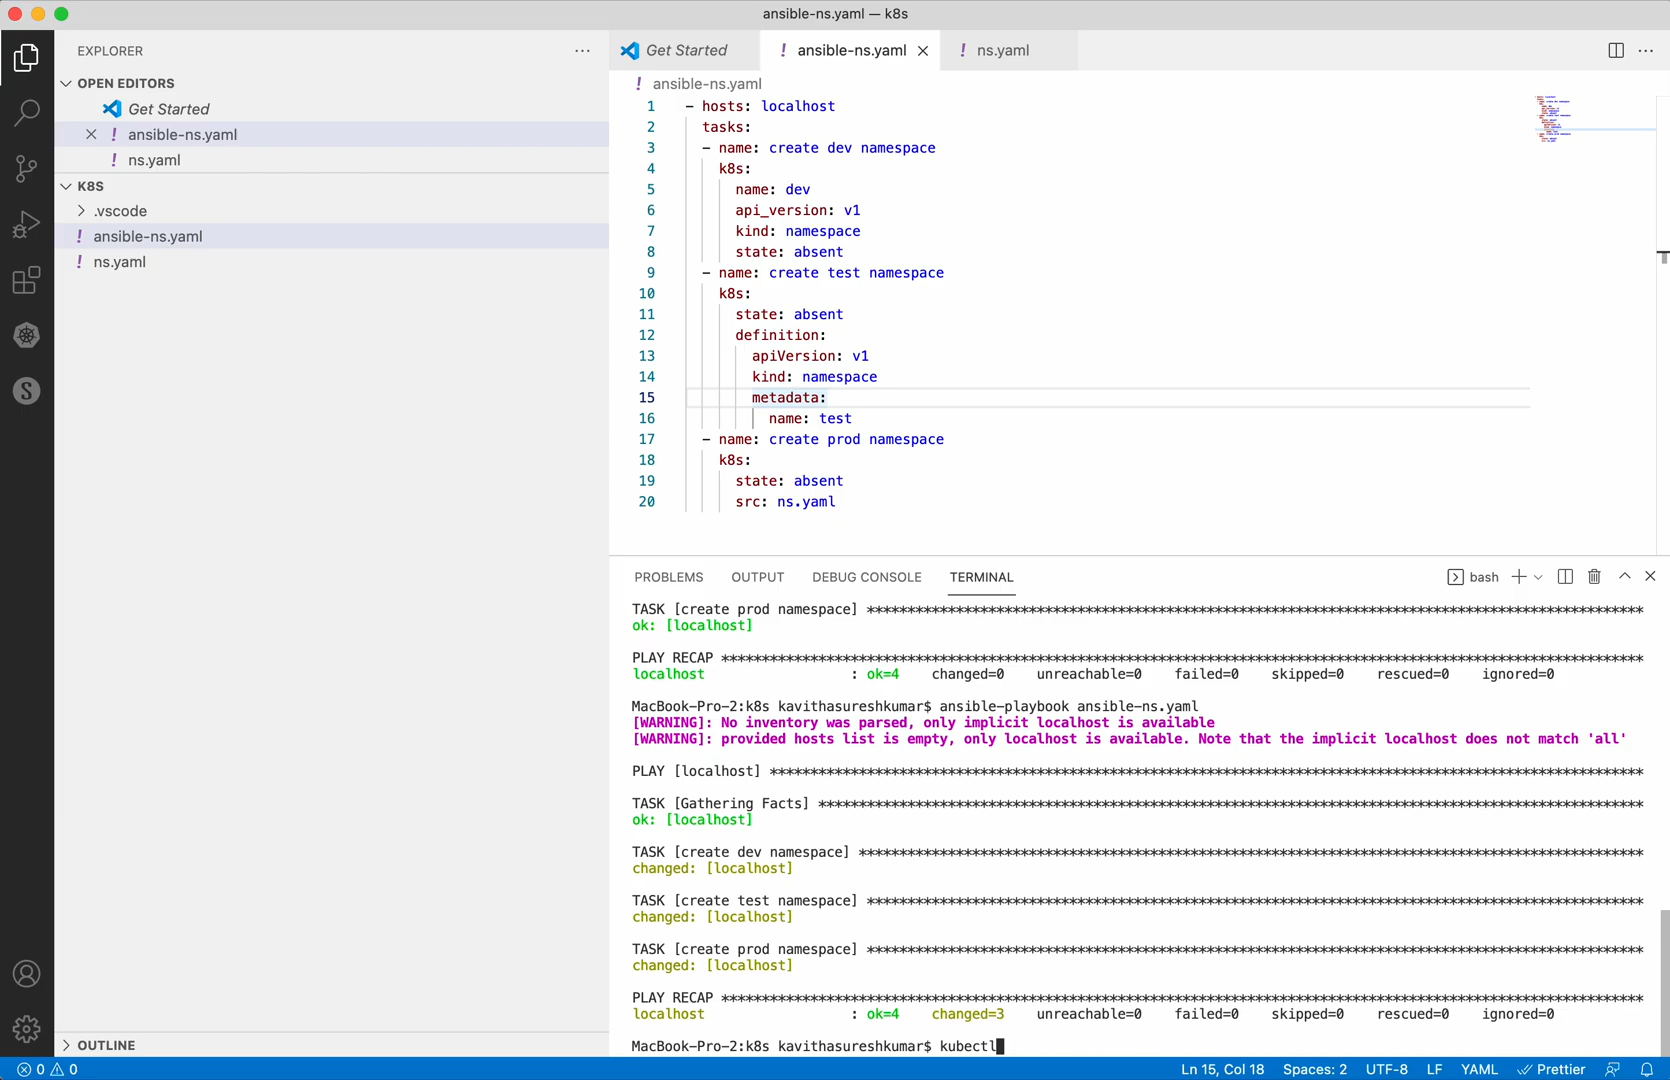 ansible-ns.yaml — k8s
EXPLORER
OPEN EDITORS
Get Started
ansible-ns.yaml
ns.yaml
K8S
.vscode
ansible-ns.yaml
ns.yaml
OUTLINE
Get Started
ansible-ns.yaml
ns.yaml
ansible-ns.yaml
1 - hosts: localhost
2 tasks:
3 - name: create dev namespace
4 k8s:
5 name: dev
6 api_version: v1
7 kind: namespace
8 state: absent
9 - name: create test namespace
10 k8s:
11 state: absent
12 definition:
13 apiVersion: v1
14 kind: namespace
15 metadata:
16 name: test
17 - name: create prod namespace
18 k8s:
19 state: absent
20 src: ns.yaml
PROBLEMS OUTPUT DEBUG CONSOLE TERMINAL
bash
TASK [create prod namespace] ************************************************************************************************
ok: [localhost]
PLAY RECAP ******************************************************************************************************************
localhost : ok=4 changed=0 unreachable=0 failed=0 skipped=0 rescued=0 ignored=0
MacBook-Pro-2:k8s kavithasureshkumar$ ansible-playbook ansible-ns.yaml
[WARNING]: No inventory was parsed, only implicit localhost is available
[WARNING]: provided hosts list is empty, only localhost is available. Note that the implicit localhost does not match 'all'
PLAY [localhost] ************************************************************************************************************
TASK [Gathering Facts] ******************************************************************************************************
ok: [localhost]
TASK [create dev namespace] *************************************************************************************************
changed: [localhost]
TASK [create test namespace] ************************************************************************************************
changed: [localhost]
TASK [create prod namespace] ************************************************************************************************
changed: [localhost]
PLAY RECAP ******************************************************************************************************************
localhost : ok=4 changed=3 unreachable=0 failed=0 skipped=0 rescued=0 ignored=0
MacBook-Pro-2:k8s kavithasureshkumar$ kubectl
0 0 Ln 15, Col 18 Spaces: 2 UTF-8 LF YAML Prettier